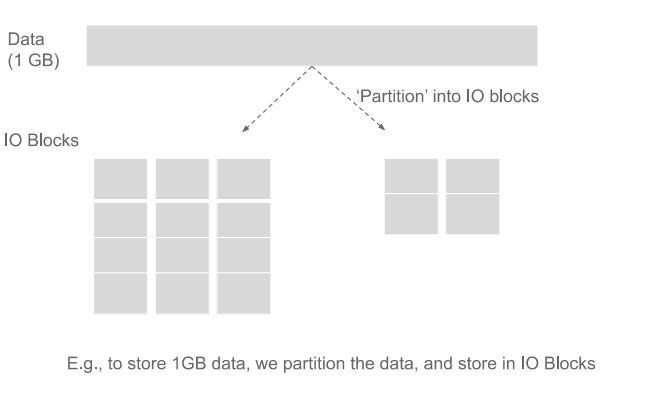 Data
(1 GB)
‘Partition’ into IO blocks
IO Blocks
E.g., to store 1GB data, we partition the data, and store in IO Blocks